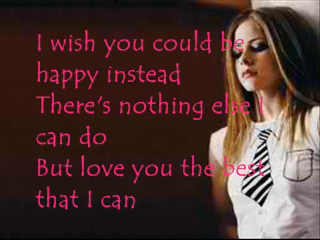 I wish you could be
happy instead
There's nothing else I
can do
But love you the best
that I can